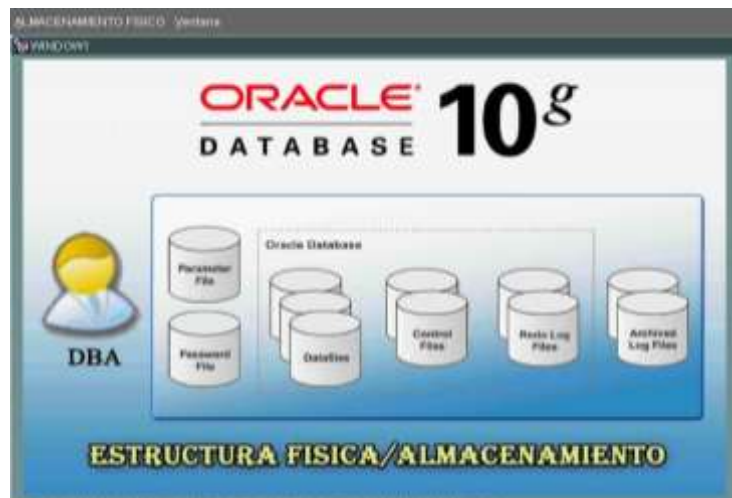 ALMACENAMIENTO FISICO Ventana
WINDOW1
ORACLE
DATABASE 10g
Oracle Database
Parameter
File
Password
File
Datafiles
Control
Files
Redo Log
Files
Archived
Log Files
DBA
ESTRUCTURA FISICA/ALMACENAMIENTO